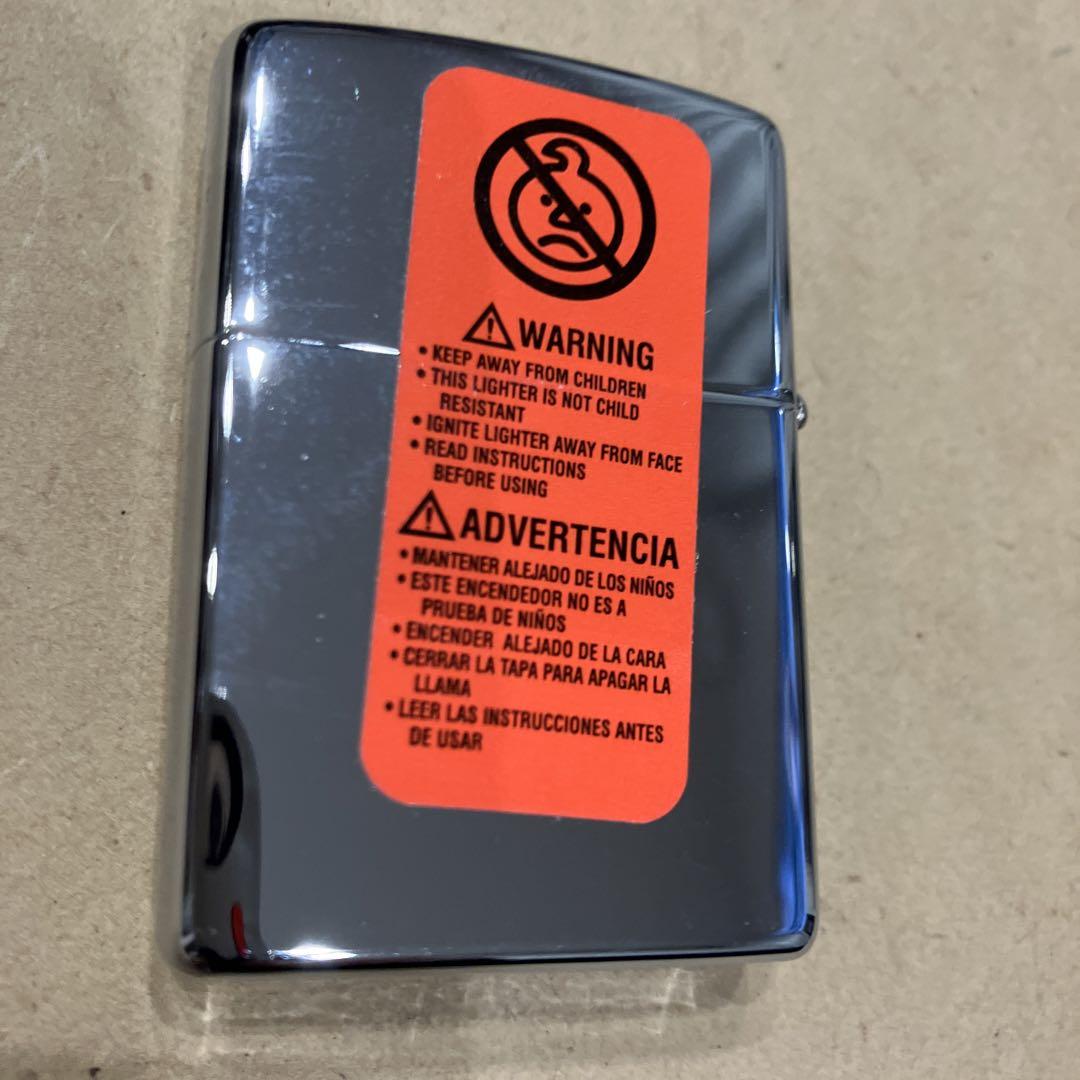 ⚠ WARNING
• KEEP AWAY FROM CHILDREN
• THIS LIGHTER IS NOT CHILD
RESISTANT
• IGNITE LIGHTER AWAY FROM FACE
• READ INSTRUCTIONS
BEFORE USING
⚠ ADVERTENCIA
• MANTENER ALEJADO DE LOS NIÑOS
• ESTE ENCENDEDOR NO ES A
PRUEBA DE NIÑOS
• ENCENDER ALEJADO DE LA CARA
• CERRAR LA TAPA PARA APAGAR LA
LLAMA
• LEER LAS INSTRUCCIONES ANTES
DE USAR